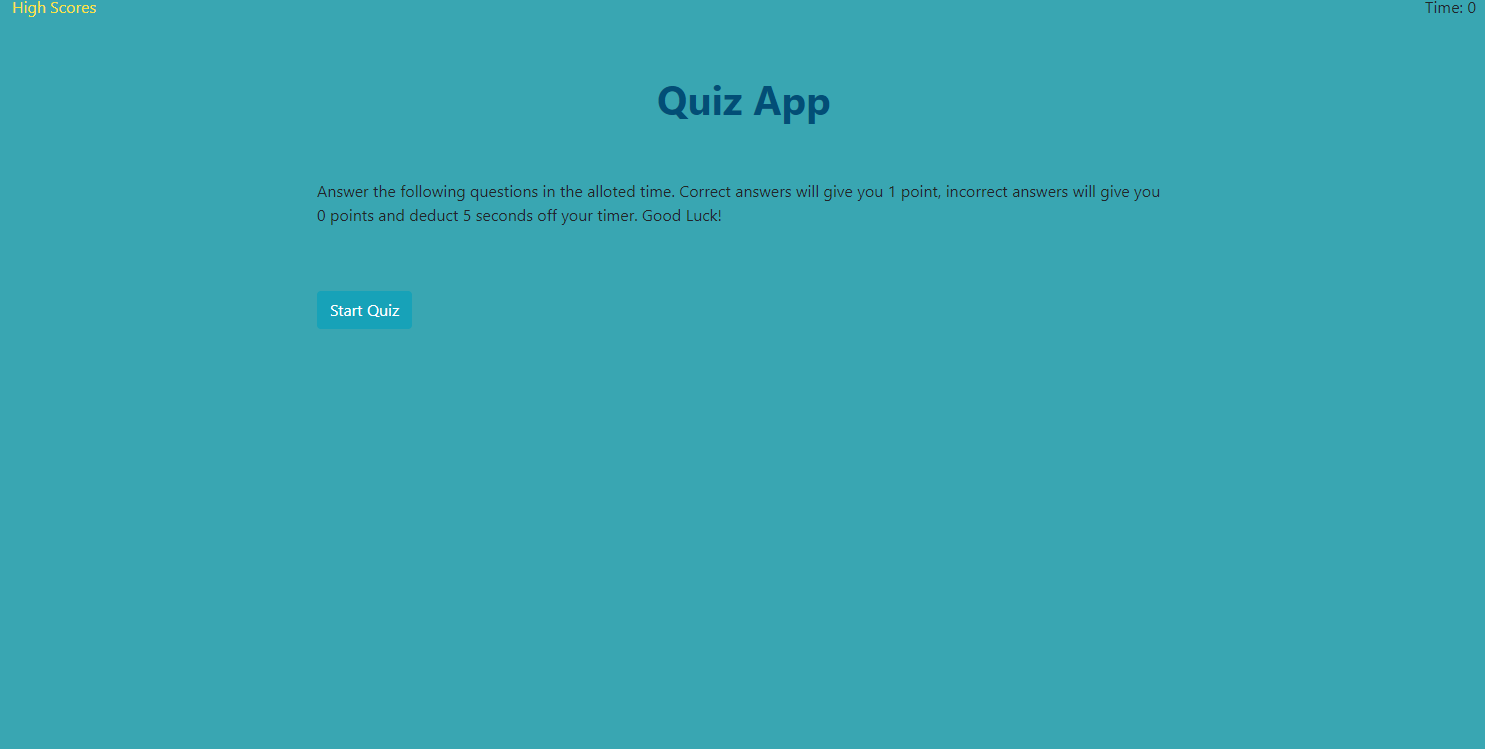 High Scores
Time: 0
Quiz App
Answer the following questions in the alloted time. Correct answers will give you 1 point, incorrect answers will give you
0 points and deduct 5 seconds off your timer. Good Luck!
Start Quiz